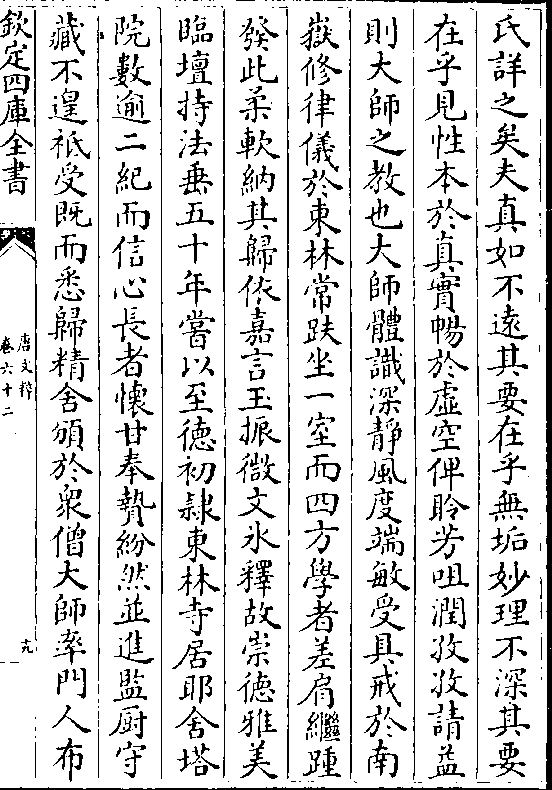 氏詳之矣夫真如不遠其要在乎無垢妙理不深其要
在乎見性本於真實暢於虛空俾聆芳咀潤孜孜請益
則大師之教也大師體識深靜風度端敏受具戒於南
嶽修律儀於東林常趺坐一室而四方學者差肩繼踵
發此柔軟納其歸依嘉言玉振微文冰釋故崇德雅美
臨壇持法垂五十年嘗以至德初隸東林寺居耶舍塔
院數逾二紀而信心長者懷甘奉贄紛然並進監厨守
藏不遑祗受既而悉歸精舍頒於衆僧大師率門人布
欽定四庫全書
唐文粹
卷六十二
十九